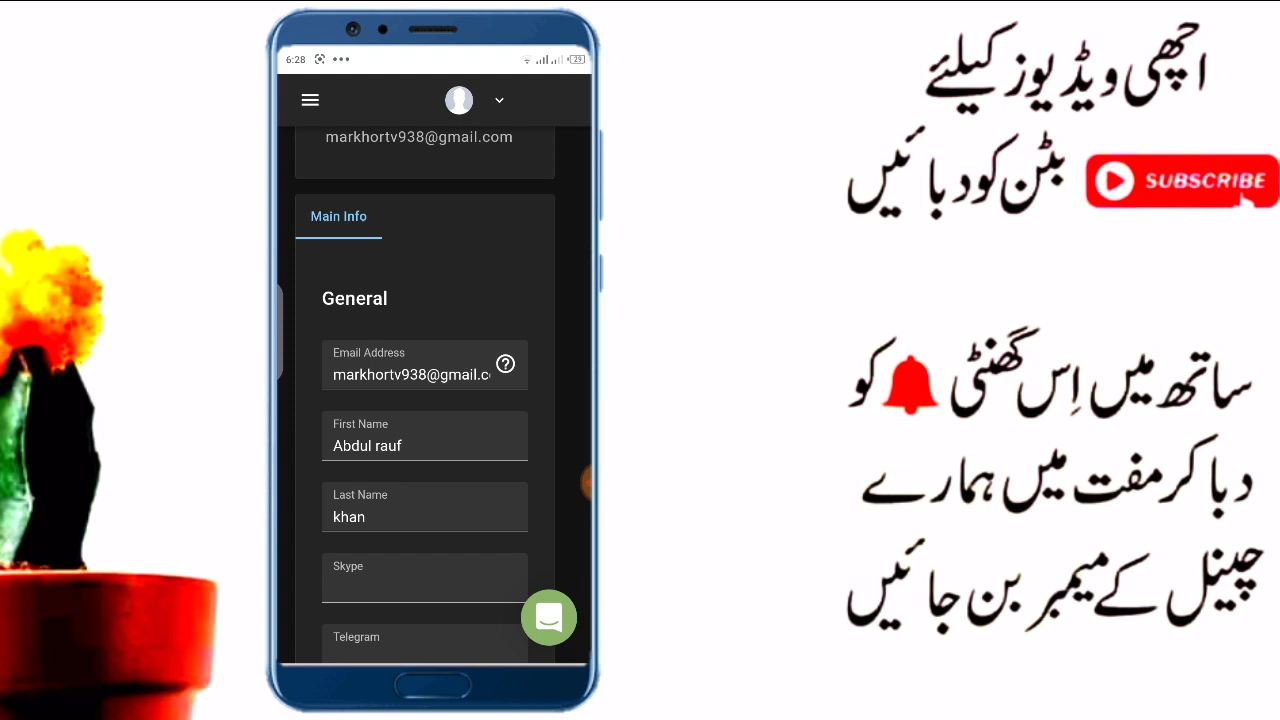 6:28
29
markhortv938@gmail.com
Main Info
General
Email Address
markhortv938@gmail.c
First Name
Abdul rauf
Last Name
khan
Skype
Telegram
اچھی ویڈیوز کیلئے
بٹن کو دبائیں SUBSCRIBE
ساتھ میں اِس گھنٹی کو
دبا کر مفت میں ہمارے
چینل کے میمبر بن جائیں